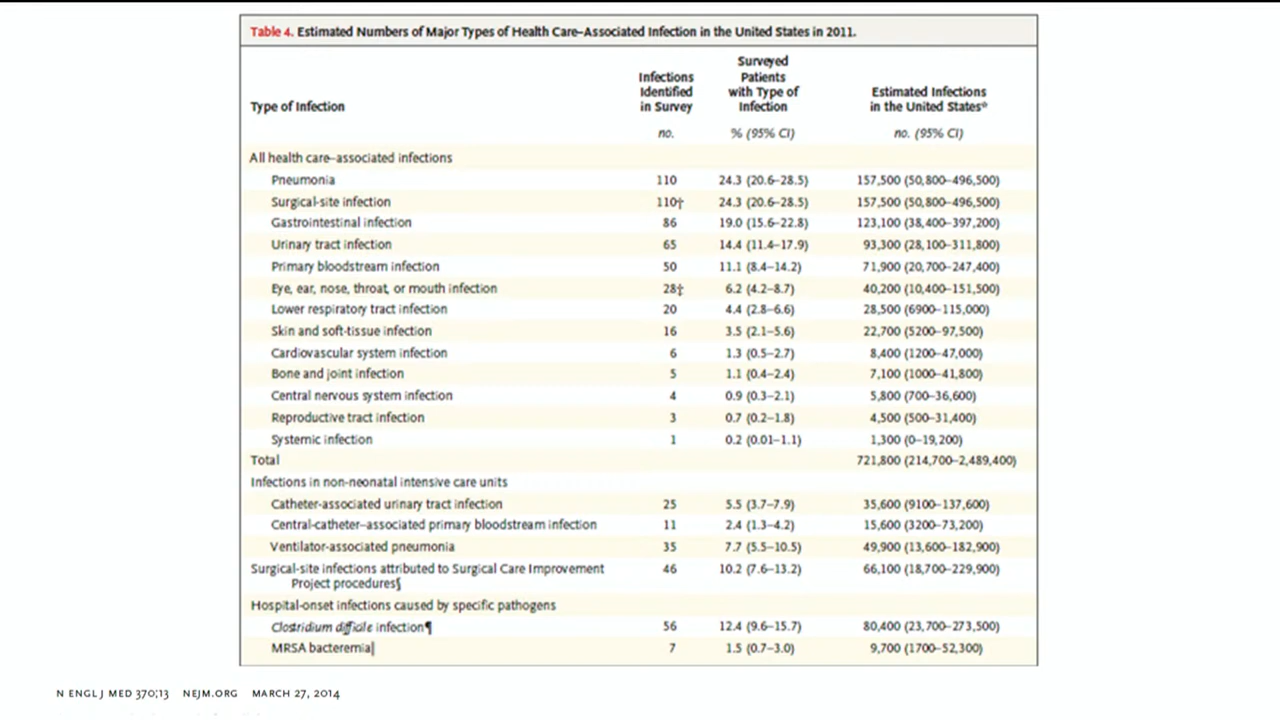 Table 4. Estimated Numbers of Major Types of Health Care–Associated Infection in the United States in 2011.
Type of Infection Infections Identified in Survey Surveyed Patients with Type of Infection Estimated Infections in the United States*
no. % (95% CI) no. (95% CI)
All health care–associated infections
Pneumonia 110 24.3 (20.6–28.5) 157,500 (50,800–496,500)
Surgical-site infection 110† 24.3 (20.6–28.5) 157,500 (50,800–496,500)
Gastrointestinal infection 86 19.0 (15.6–22.8) 123,100 (38,400–397,200)
Urinary tract infection 65 14.4 (11.4–17.9) 93,300 (28,100–311,800)
Primary bloodstream infection 50 11.1 (8.4–14.2) 71,900 (20,700–247,400)
Eye, ear, nose, throat, or mouth infection 28† 6.2 (4.2–8.7) 40,200 (10,400–151,500)
Lower respiratory tract infection 20 4.4 (2.8–6.6) 28,500 (6900–115,000)
Skin and soft-tissue infection 16 3.5 (2.1–5.6) 22,700 (5200–97,500)
Cardiovascular system infection 6 1.3 (0.5–2.7) 8,400 (1200–47,000)
Bone and joint infection 5 1.1 (0.4–2.4) 7,100 (1000–41,800)
Central nervous system infection 4 0.9 (0.3–2.1) 5,800 (700–36,600)
Reproductive tract infection 3 0.7 (0.2–1.8) 4,500 (500–31,400)
Systemic infection 1 0.2 (0.01–1.1) 1,300 (0–19,200)
Total 721,800 (214,700–2,489,400)
Infections in non-neonatal intensive care units
Catheter-associated urinary tract infection 25 5.5 (3.7–7.9) 35,600 (9100–137,600)
Central-catheter–associated primary bloodstream infection 11 2.4 (1.3–4.2) 15,600 (3200–73,200)
Ventilator-associated pneumonia 35 7.7 (5.5–10.5) 49,900 (13,600–182,900)
Surgical-site infections attributed to Surgical Care Improvement 46 10.2 (7.6–13.2) 66,100 (18,700–229,900)
Project procedures§
Hospital-onset infections caused by specific pathogens
Clostridium difficile infection¶ 56 12.4 (9.6–15.7) 80,400 (23,700–273,500)
MRSA bacteremia‖ 7 1.5 (0.7–3.0) 9,700 (1700–52,300)
N ENGL J MED 370;13 NEJM.ORG MARCH 27, 2014